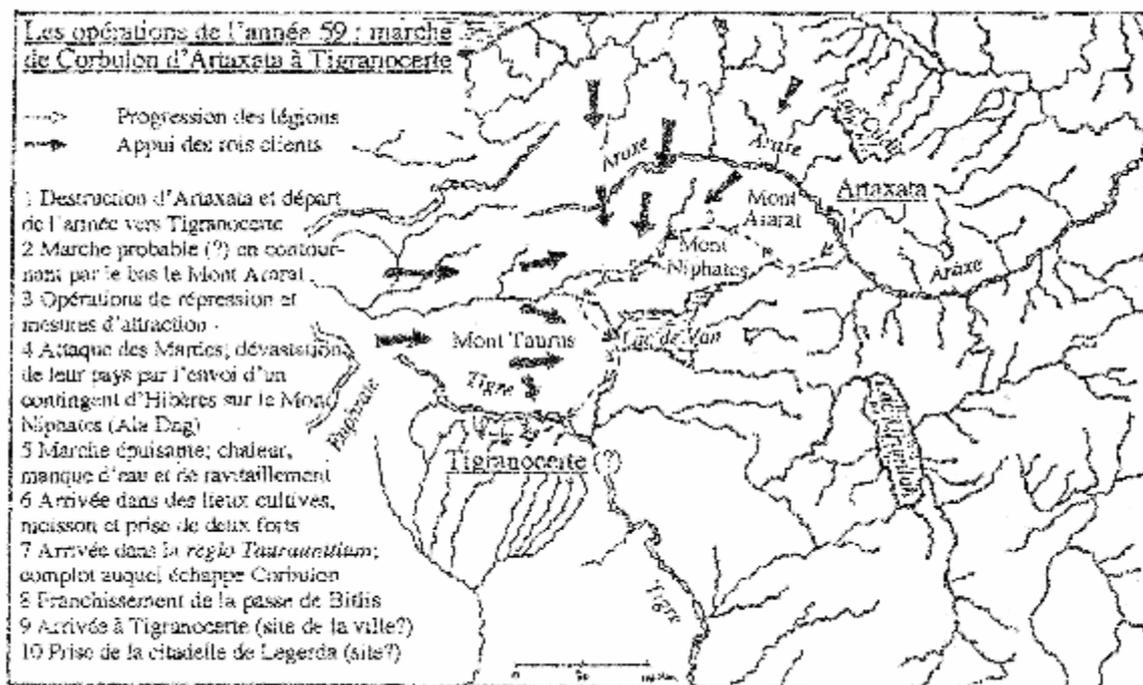 Les opérations de l'année 59 : marche
de Corbulon d'Artaxata à Tigranocerte
Progression des légions
Appui des rois clients
1 Destruction d'Artaxata et départ
de l'année vers Tigranocerte
2 Marche probable (?) en contour-
nant par le bas le Mont Ararat
3 Opérations de répression et
mesures d'attraction
4 Attaque des Mardes; dévastation
de leur pays par l'envoi d'un
contingent d'Hibères sur le Mont
Niphates (Ala Dag)
5 Marche épuisante; chaleur,
manque d'eau et de ravitaillement
6 Arrivée dans des lieux cultivés,
moisson et prise de deux forts
7 Arrivée dans la regio Tauraunitium;
complot auquel échappe Corbulon
8 Franchissement de la passe de Bitlis
9 Arrivée à Tigranocerte (site de la ville?)
10 Prise de la citadelle de Legerda (site?)
Araxe
Araxe
Artaxata
Mont
Ararat
Mont
Niphates
2
Araxe
Mont Taurus
Lac de Van
Tigre
Euphrate
Tigranocerte (?)
Tigre
0